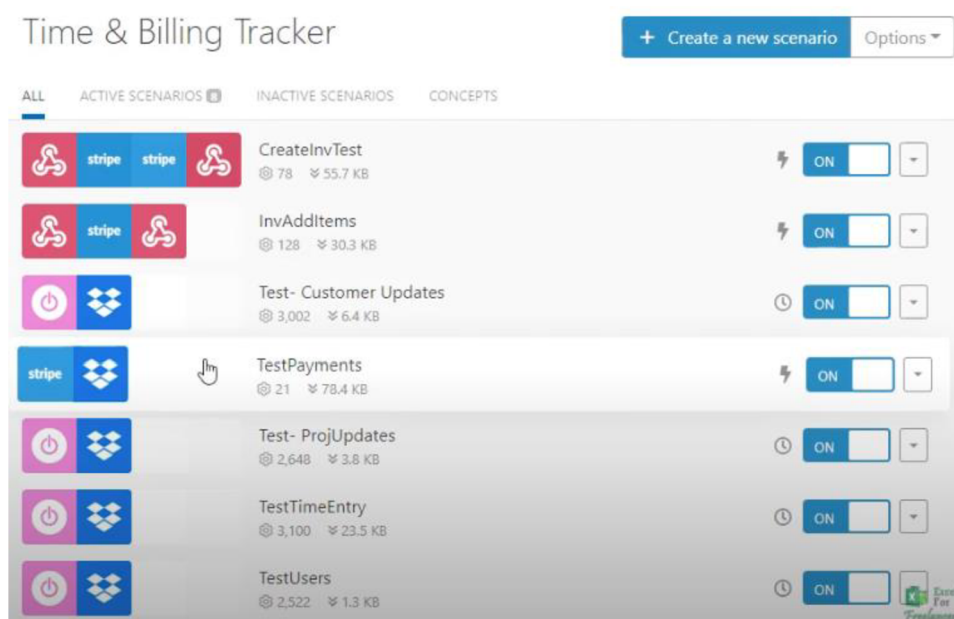 Time & Billing Tracker
+ Create a new scenario
Options
ALL
ACTIVE SCENARIOS
INACTIVE SCENARIOS
CONCEPTS
stripe stripe
CreateInvTest
78 55.7 KB
ON
stripe
InvAddItems
128 30.3 KB
ON
Test- Customer Updates
3,002 6.4 KB
ON
stripe
TestPayments
21 78.4 KB
ON
Test- ProjUpdates
2,648 3.8 KB
ON
TestTimeEntry
3,100 23.5 KB
ON
TestUsers
2,522 1.3 KB
ON
For